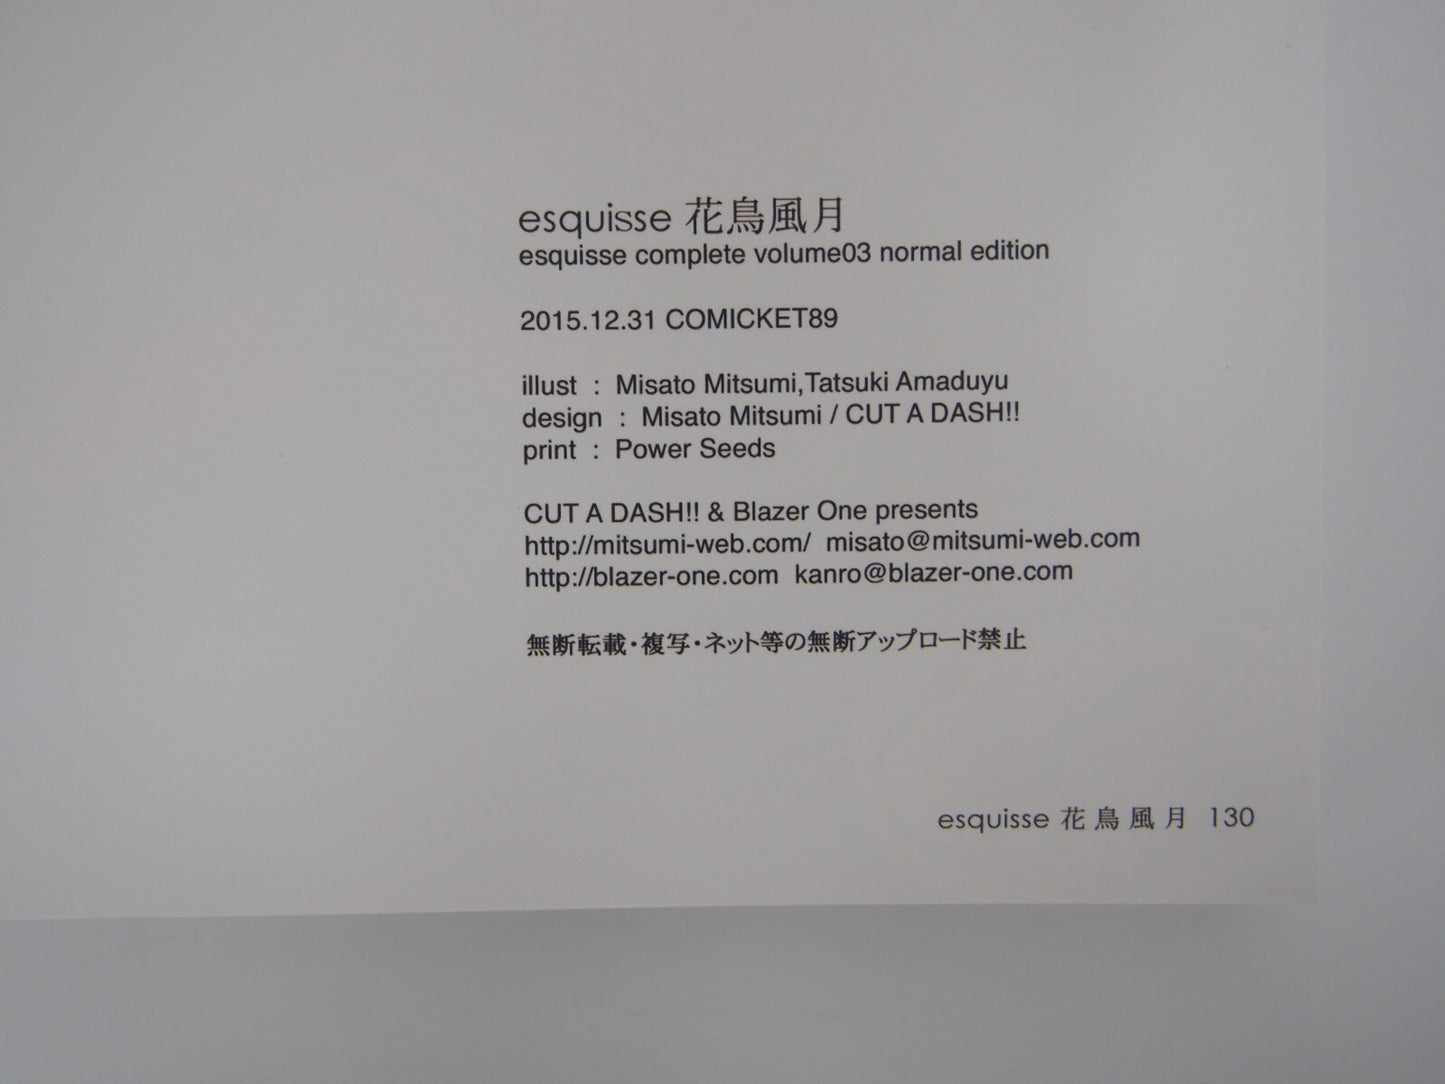 esquisse 花鳥風月
esquisse complete volume03 normal edition
2015.12.31 COMICKET89
illust : Misato Mitsumi,Tatsuki Amaduyu
design : Misato Mitsumi / CUT A DASH!!
print : Power Seeds
CUT A DASH!! & Blazer One presents
http://mitsumi-web.com/ misato@mitsumi-web.com
http://blazer-one.com kanro@blazer-one.com
無断転載・複写・ネット等の無断アップロード禁止
esquisse 花鳥風月 130